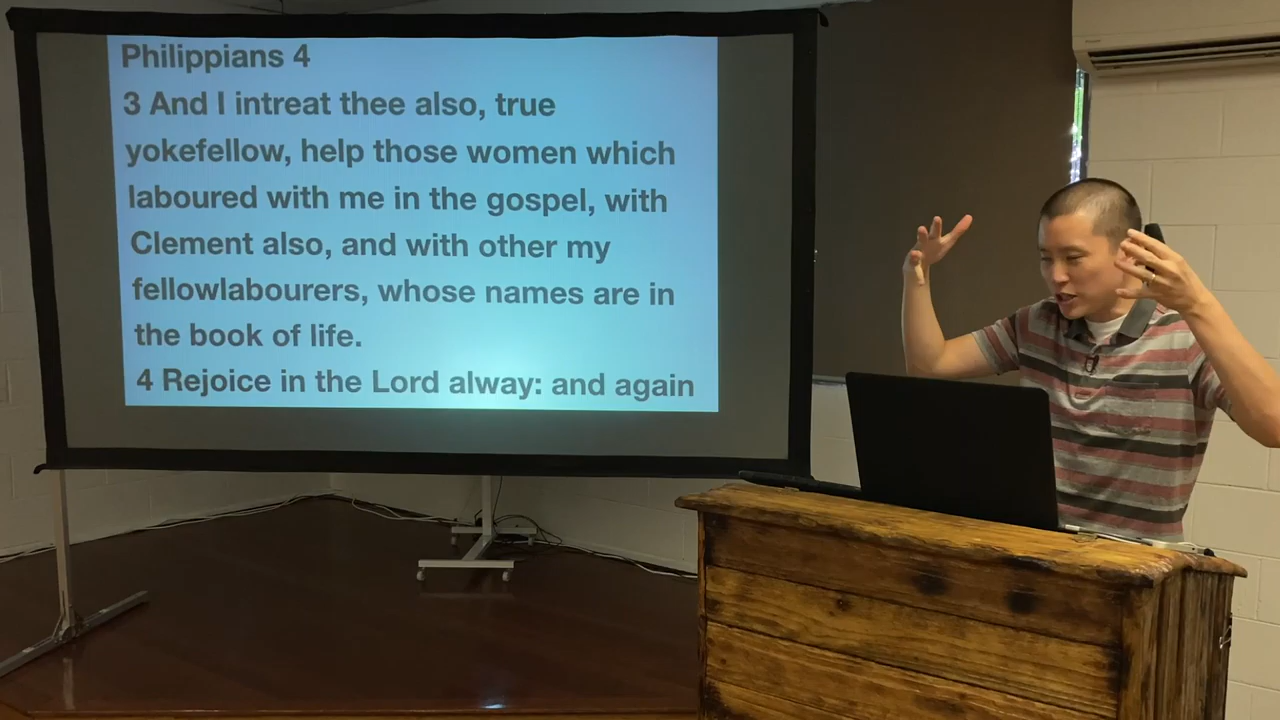 Philippians 4
3 And I intreat thee also, true
yokefellow, help those women which
laboured with me in the gospel, with
Clement also, and with other my
fellowlabourers, whose names are in
the book of life.
4 Rejoice in the Lord alway: and again